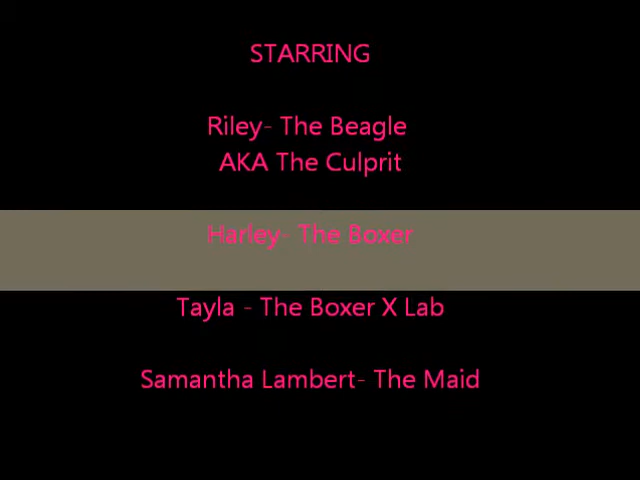 STARRING
Riley- The Beagle
AKA The Culprit
Harley- The Boxer
Tayla - The Boxer X Lab
Samantha Lambert- The Maid